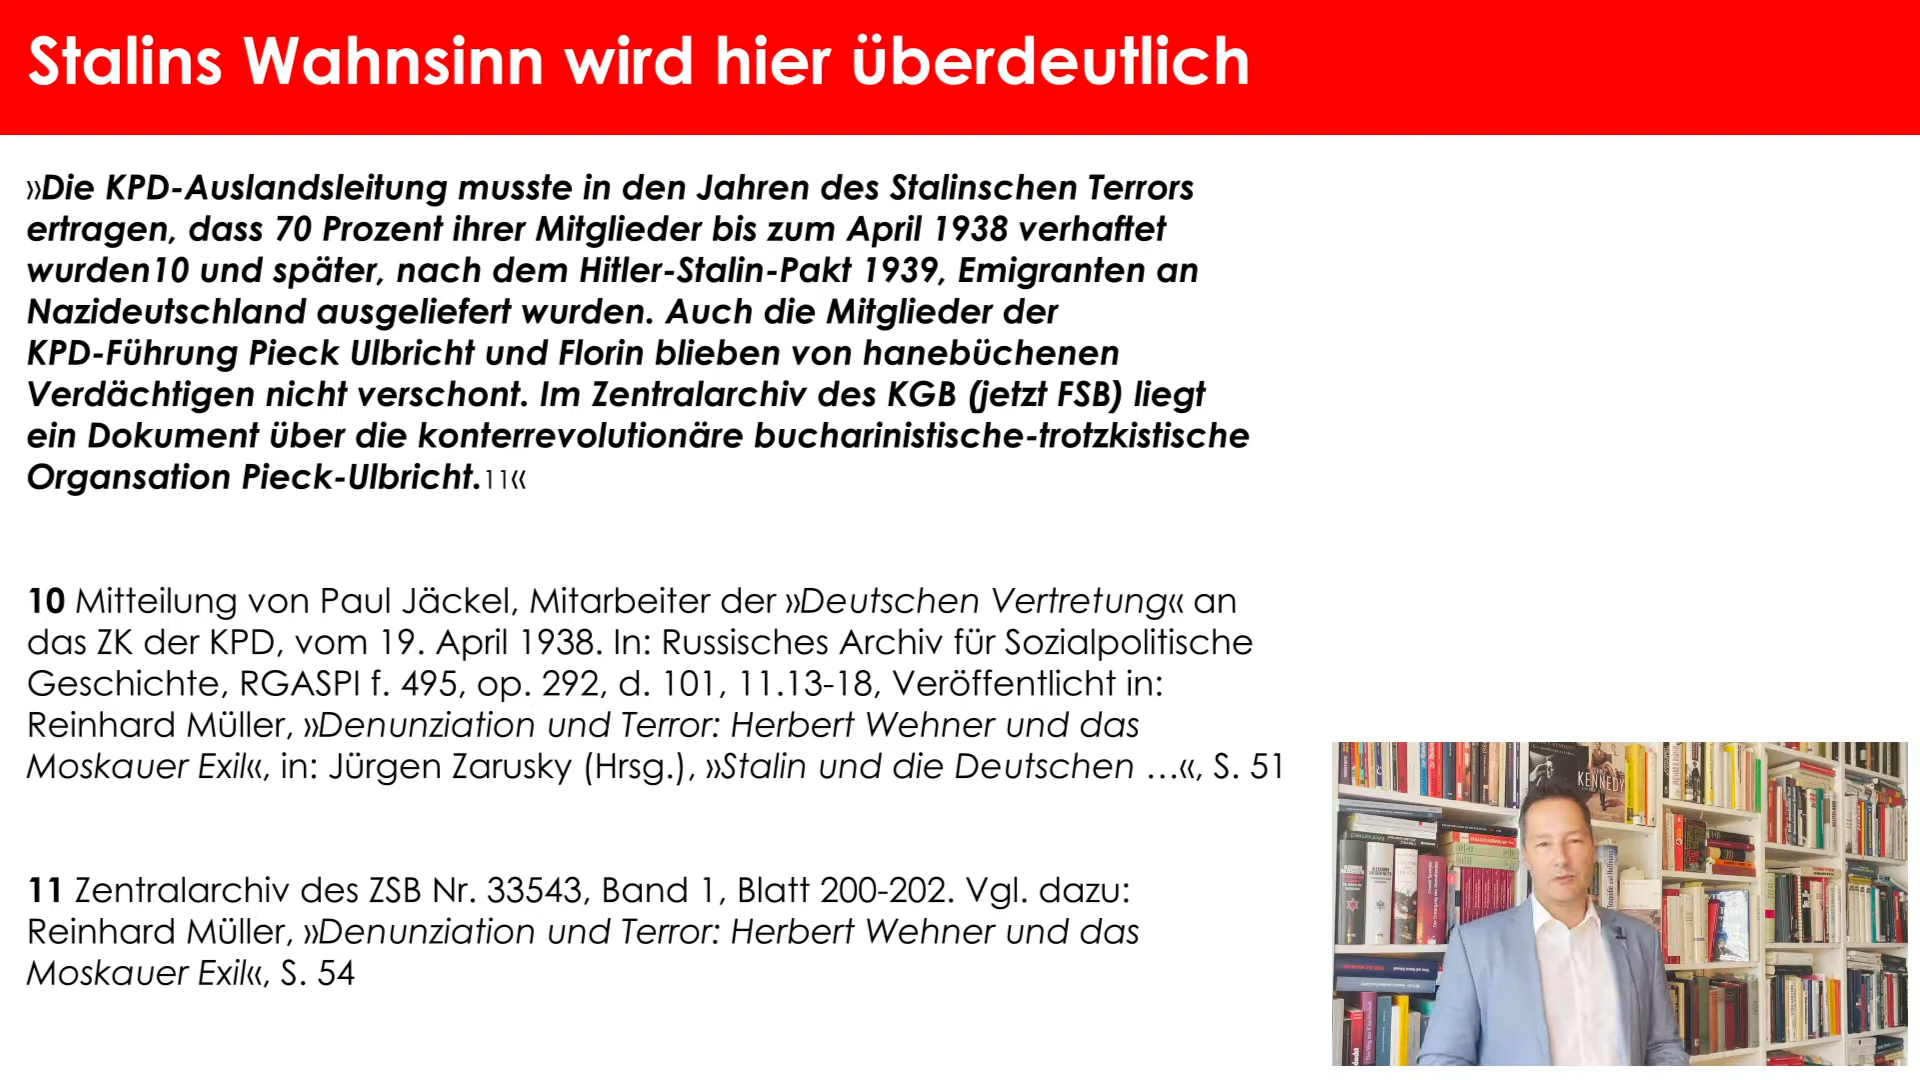 Stalins Wahnsinn wird hier überdeutlich
»Die KPD-Auslandsleitung musste in den Jahren des Stalinschen Terrors
ertragen, dass 70 Prozent ihrer Mitglieder bis zum April 1938 verhaftet
wurden10 und später, nach dem Hitler-Stalin-Pakt 1939, Emigranten an
Nazideutschland ausgeliefert wurden. Auch die Mitglieder der
KPD-Führung Pieck Ulbricht und Florin blieben von hanebüchenen
Verdächtigen nicht verschont. Im Zentralarchiv des KGB (jetzt FSB) liegt
ein Dokument über die konterrevolutionäre bucharinistische-trotzkistische
Organsation Pieck-Ulbricht.11«
10 Mitteilung von Paul Jäckel, Mitarbeiter der »Deutschen Vertretung« an
das ZK der KPD, vom 19. April 1938. In: Russisches Archiv für Sozialpolitische
Geschichte, RGASPI f. 495, op. 292, d. 101, 11.13-18, Veröffentlicht in:
Reinhard Müller, »Denunziation und Terror: Herbert Wehner und das
Moskauer Exil«, in: Jürgen Zarusky (Hrsg.), »Stalin und die Deutschen …«, S. 51
11 Zentralarchiv des ZSB Nr. 33543, Band 1, Blatt 200-202. Vgl. dazu:
Reinhard Müller, »Denunziation und Terror: Herbert Wehner und das
Moskauer Exil«, S. 54
KENNEDY